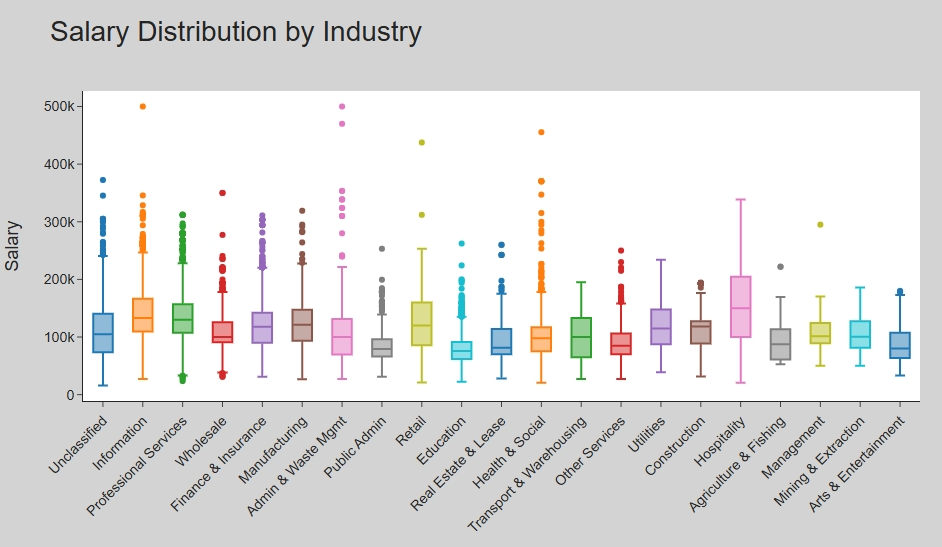 Salary Distribution by Industry
Salary
500k
400k
300k
200k
100k
0
Unclassified
Information
Professional Services
Wholesale
Finance & Insurance
Manufacturing
Admin & Waste Mgmt
Public Admin
Retail
Education
Real Estate & Lease
Health & Social
Transport & Warehousing
Other Services
Utilities
Construction
Hospitality
Agriculture & Fishing
Management
Mining & Extraction
Arts & Entertainment